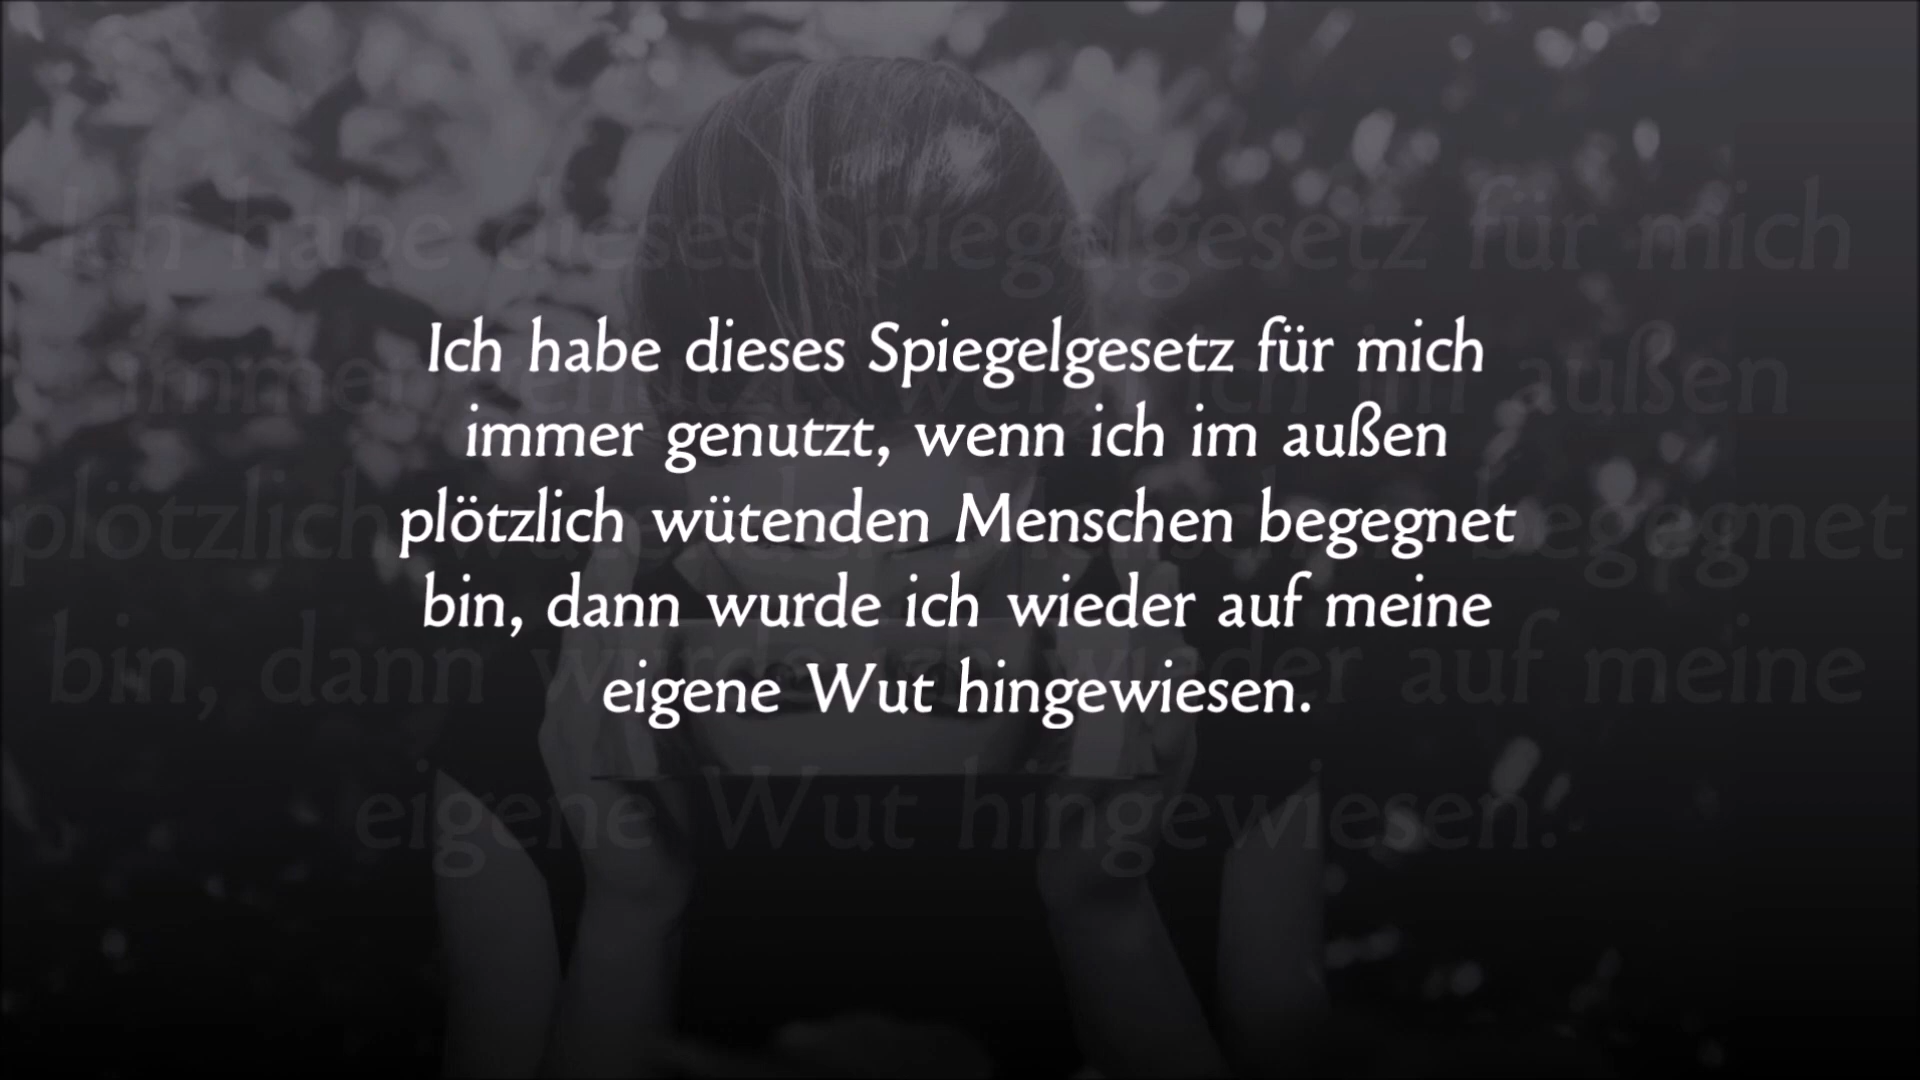 Ich habe dieses Spiegelgesetz für mich
immer genutzt, wenn ich im außen
plötzlich wütenden Menschen begegnet
bin, dann wurde ich wieder auf meine
eigene Wut hingewiesen.